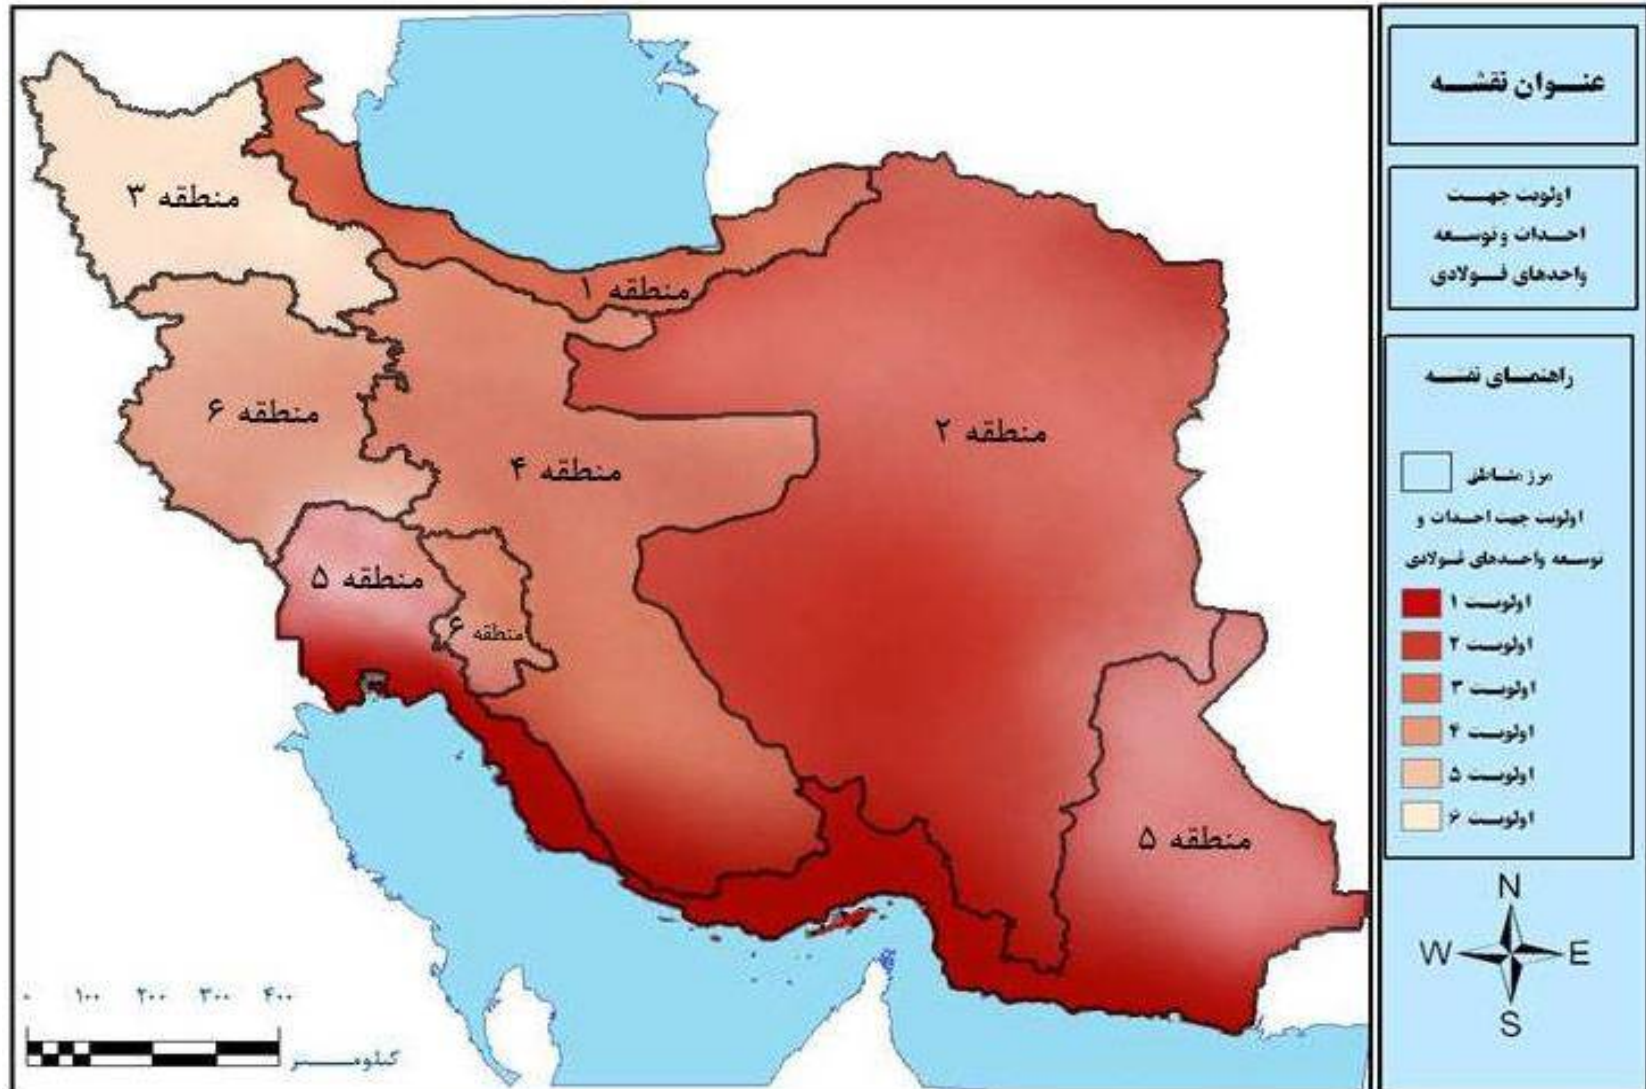 عنوان نقشه
اولویت جهت
احداث و توسعه
واحدهای فولادی
راهنمای نقشه
مرز مناطق
اولویت جهت احداث و
توسعه واحدهای فولادی
اولویت ۱
اولویت ۲
اولویت ۳
اولویت ۴
اولویت ۵
اولویت ۶
N
W E
S
منطقه ۳
منطقه ۱
منطقه ۶
منطقه ۲
منطقه ۴
منطقه ۵
منطقه ۶
منطقه ۵
۰ ۱۰۰ ۲۰۰ ۳۰۰ ۴۰۰
کیلومتر